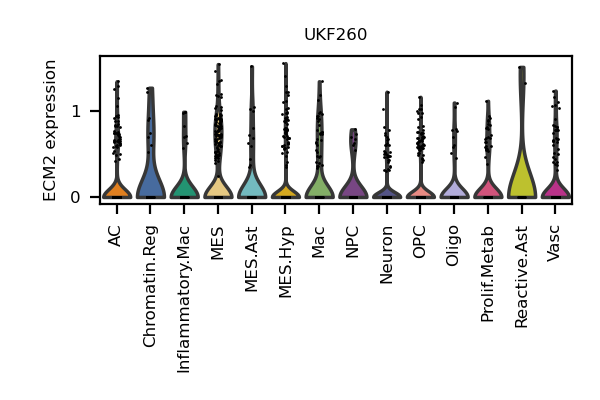 UKF260
ECM2 expression
1
0
AC
Chromatin.Reg
Inflammatory.Mac
MES
MES.Ast
MES.Hyp
Mac
NPC
Neuron
OPC
Oligo
Prolif.Metab
Reactive.Ast
Vasc